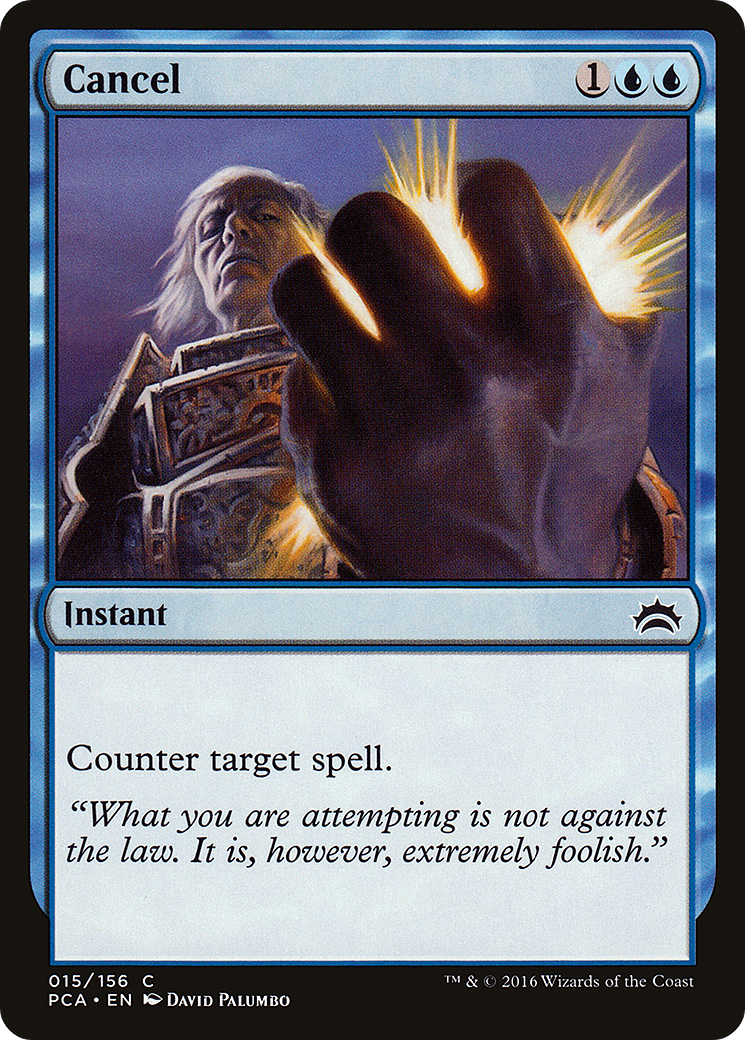 Cancel 1
Instant
Counter target spell.
“What you are attempting is not against
the law. It is, however, extremely foolish.”
015/156 C
PCA • EN DAVID PALUMBO
™ & © 2016 Wizards of the Coast